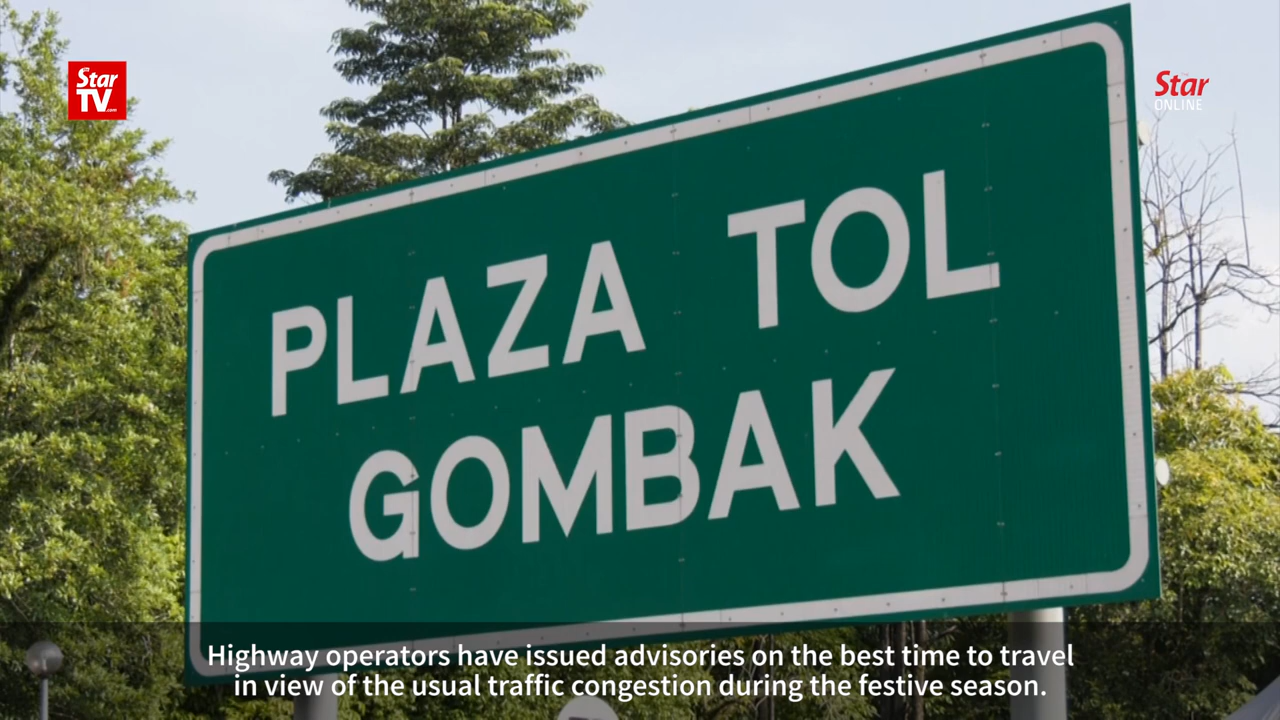 Star
TV.com
Star
ONLINE
PLAZA TOL
GOMBAK
Highway operators have issued advisories on the best time to travel
in view of the usual traffic congestion during the festive season.